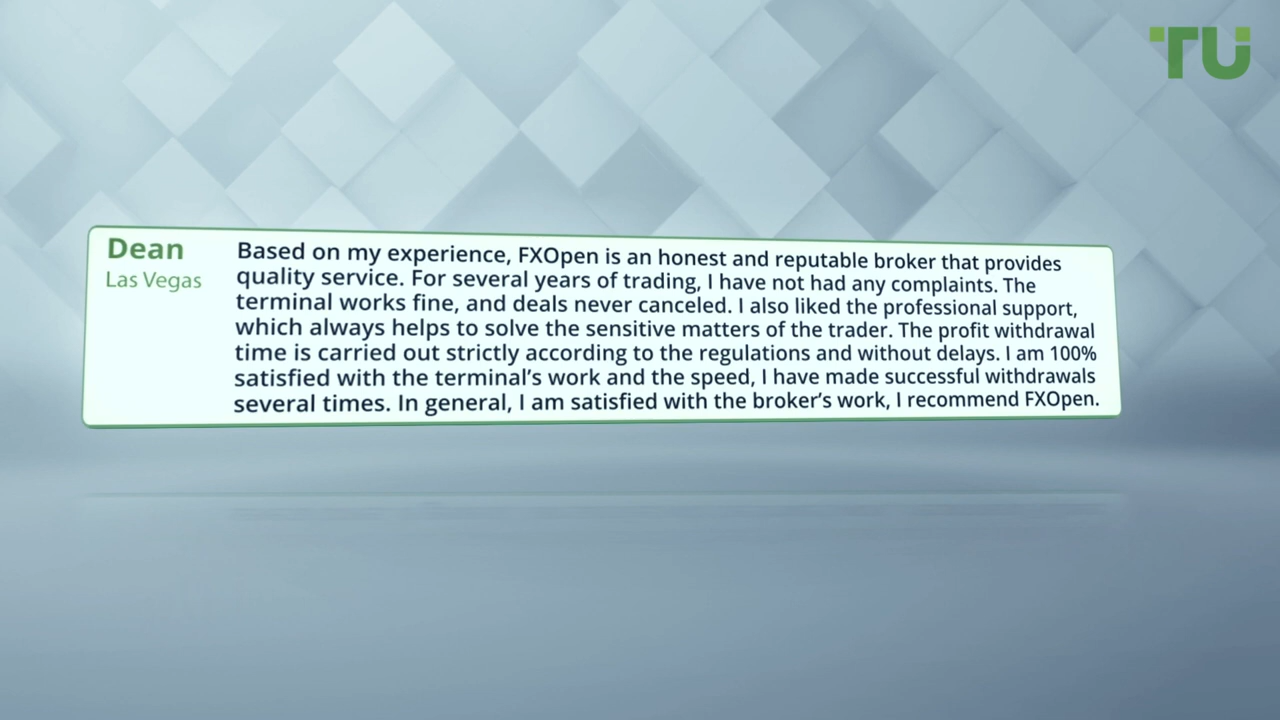 TU
Dean
Las Vegas
Based on my experience, FXOpen is an honest and reputable broker that provides
quality service. For several years of trading, I have not had any complaints. The
terminal works fine, and deals never canceled. I also liked the professional support,
which always helps to solve the sensitive matters of the trader. The profit withdrawal
time is carried out strictly according to the regulations and without delays. I am 100%
satisfied with the terminal’s work and the speed, I have made successful withdrawals
several times. In general, I am satisfied with the broker’s work, I recommend FXOpen.